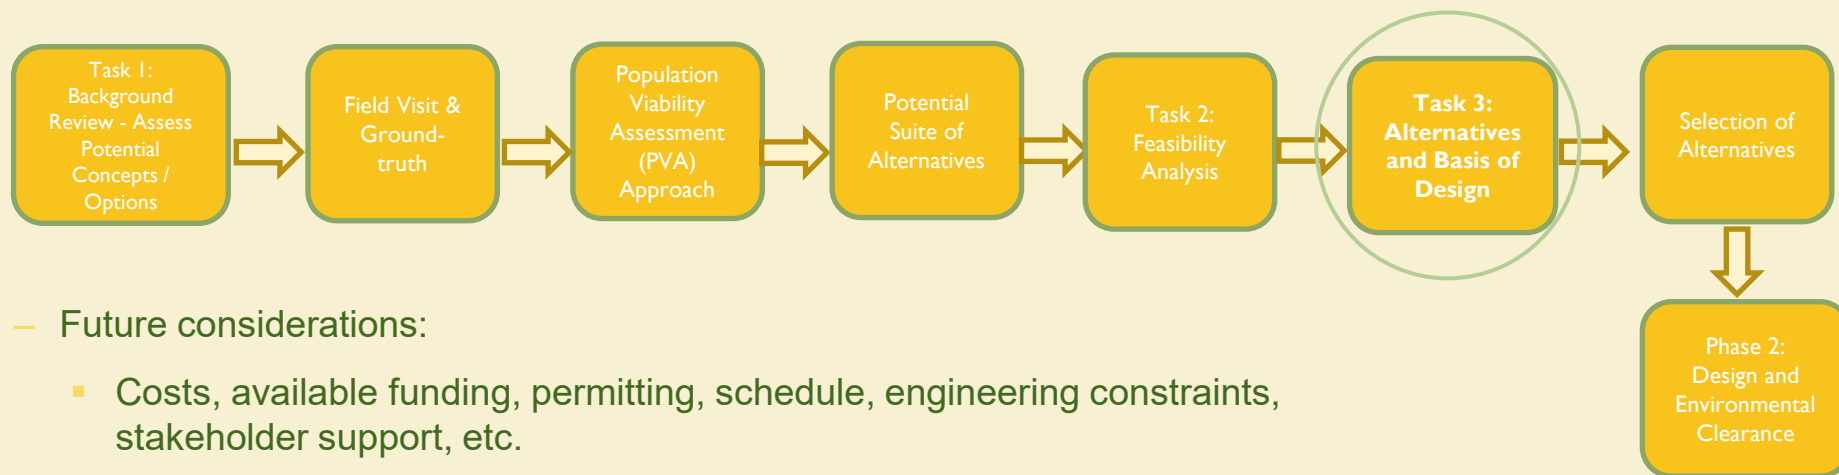 Task 1:
Background
Review - Assess
Potential
Concepts /
Options
Field Visit &
Ground-
truth
Population
Viability
Assessment
(PVA)
Approach
Potential
Suite of
Alternatives
Task 2:
Feasibility
Analysis
Task 3:
Alternatives
and Basis of
Design
Selection of
Alternatives
Phase 2:
Design and
Environmental
Clearance
– Future considerations:
▪ Costs, available funding, permitting, schedule, engineering constraints,
stakeholder support, etc.